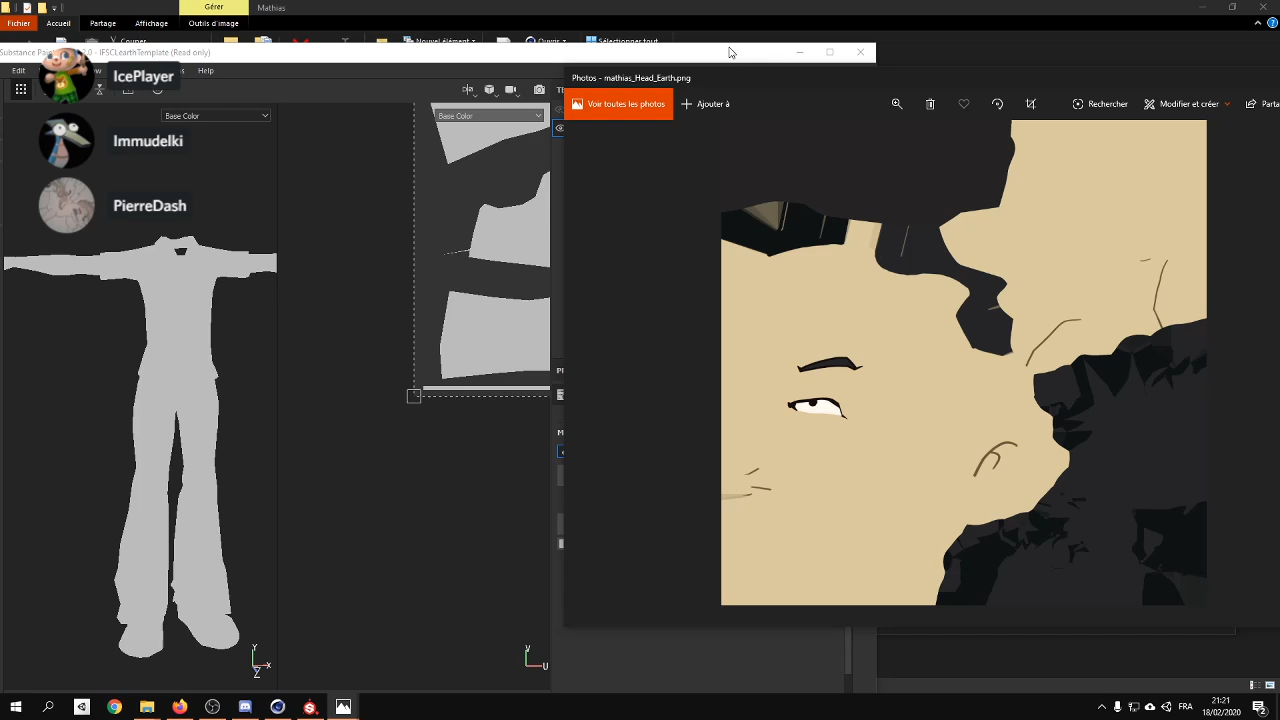 Gérer
Mathias
Fichier
Accueil
Partage
Affichage
Outils d'image
Couper
Nouvel élément
Ouvrir
Sélectionner tout
IFSCLearthTemplate (Read only)
Edit
Help
IcePlayer
Immudelki
PierreDash
Base Color
Base Color
Photos - mathias_Head_Earth.png
Voir toutes les photos
Ajouter à
Rechercher
Modifier et créer
Y
X
Z
V
U
FRA
21:21
18/02/2020
2